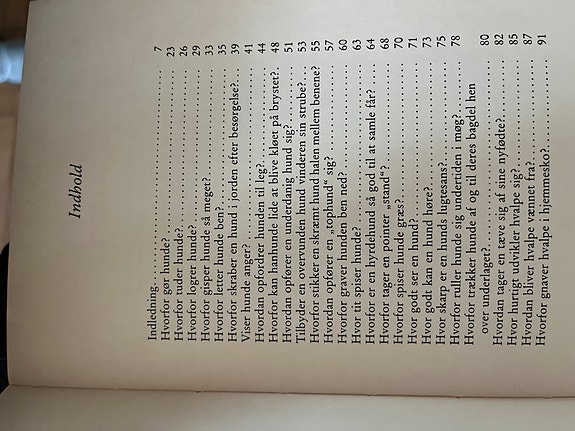 Indhold
Indledning. . . . . . . . . . . . . . . . . . . . 7
Hvorfor gør hunde? . . . . . . . . . . . . . . . . 23
Hvorfor tuder hunde? . . . . . . . . . . . . . . . 26
Hvorfor logrer hunde? . . . . . . . . . . . . . . . 29
Hvorfor gisper hunde så meget? . . . . . . . . . . 33
Hvorfor letter hunde ben? . . . . . . . . . . . . . 35
Hvorfor skraber en hund i jorden efter besørgelse? . . 39
Viser hunde anger? . . . . . . . . . . . . . . . . 41
Hvordan opfordrer hunden til leg? . . . . . . . . . 44
Hvorfor kan hanhunde lide at blive kløet på brystet? . . 48
Hvordan opfører en underdanig hund sig? . . . . . . 51
Tilbyder en overvunden hund vinderen sin strube? . . 53
Hvorfor stikker en skræmt hund halen mellem benene? 55
Hvordan opfører en „tophund“ sig? . . . . . . . . . 57
Hvorfor graver hunde ben ned? . . . . . . . . . . . 60
Hvor tit spiser hunde? . . . . . . . . . . . . . . 63
Hvorfor er en hyrdehund så god til at samle får? . . 64
Hvorfor tager en pointer „stand“? . . . . . . . . . 68
Hvorfor spiser hunde græs? . . . . . . . . . . . . 70
Hvor godt ser en hund? . . . . . . . . . . . . . . 71
Hvor godt kan en hund høre? . . . . . . . . . . . . 73
Hvor skarp er en hunds lugtesans? . . . . . . . . . 75
Hvorfor ruller hunde sig undertiden i møg? . . . . . 78
Hvorfor trækker hunde af og til deres bagdel hen
over underlaget? . . . . . . . . . . . . . . . . . 80
Hvordan tager en tæve sig af sine nyfødte? . . . . . 82
Hvor hurtigt udvikler hvalpe sig? . . . . . . . . . 85
Hvordan bliver hvalpe vænnet fra? . . . . . . . . . 87
Hvorfor gnaver hvalpe i hjemmesko? . . . . . . . . . 91